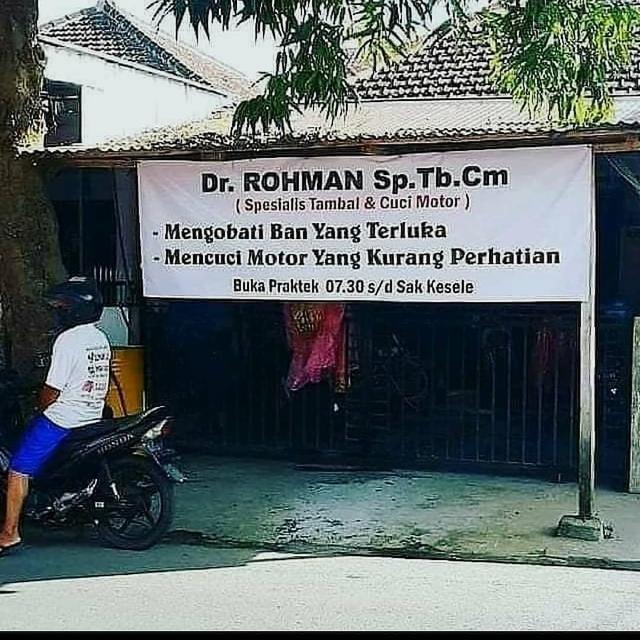 Dr. ROHMAN Sp.Tb.Cm
( Spesialis Tambal & Cuci Motor )
- Mengobati Ban Yang Terluka
- Mencuci Motor Yang Kurang Perhatian
Buka Praktek 07.30 s/d Sak Kesele
HONDA